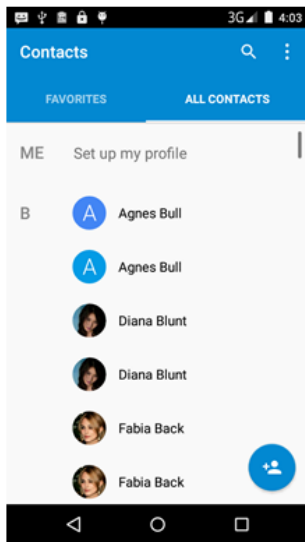 3G 4:03
Contacts
FAVORITES ALL CONTACTS
ME Set up my profile
B A Agnes Bull
A Agnes Bull
Diana Blunt
Diana Blunt
Fabia Back
Fabia Back